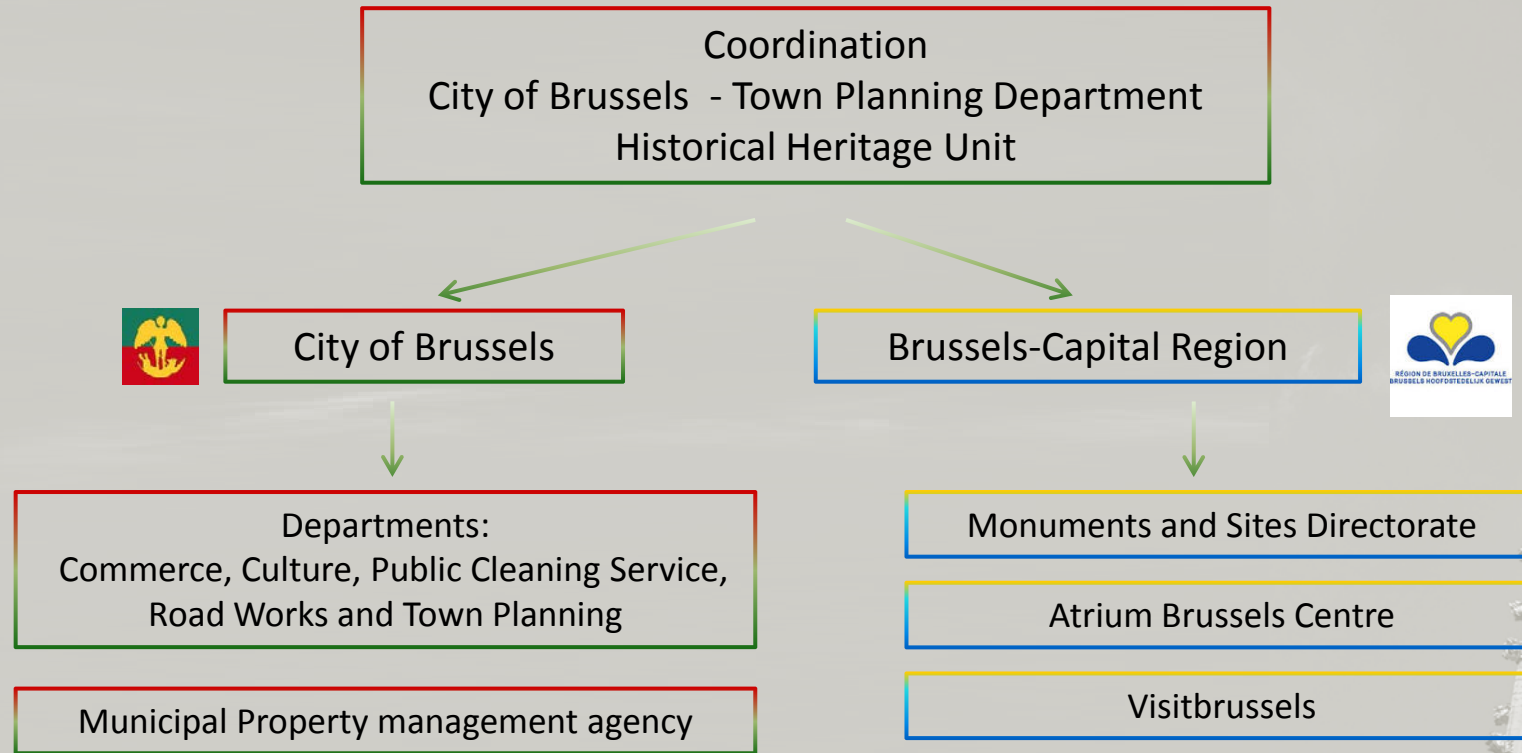 Coordination
City of Brussels - Town Planning Department
Historical Heritage Unit
City of Brussels
Brussels-Capital Region
RÉGION DE BRUXELLES-CAPITALE
BRUSSELS HOOFDSTEDELIJK GEWEST
Departments:
Commerce, Culture, Public Cleaning Service,
Road Works and Town Planning
Municipal Property management agency
Monuments and Sites Directorate
Atrium Brussels Centre
Visitbrussels